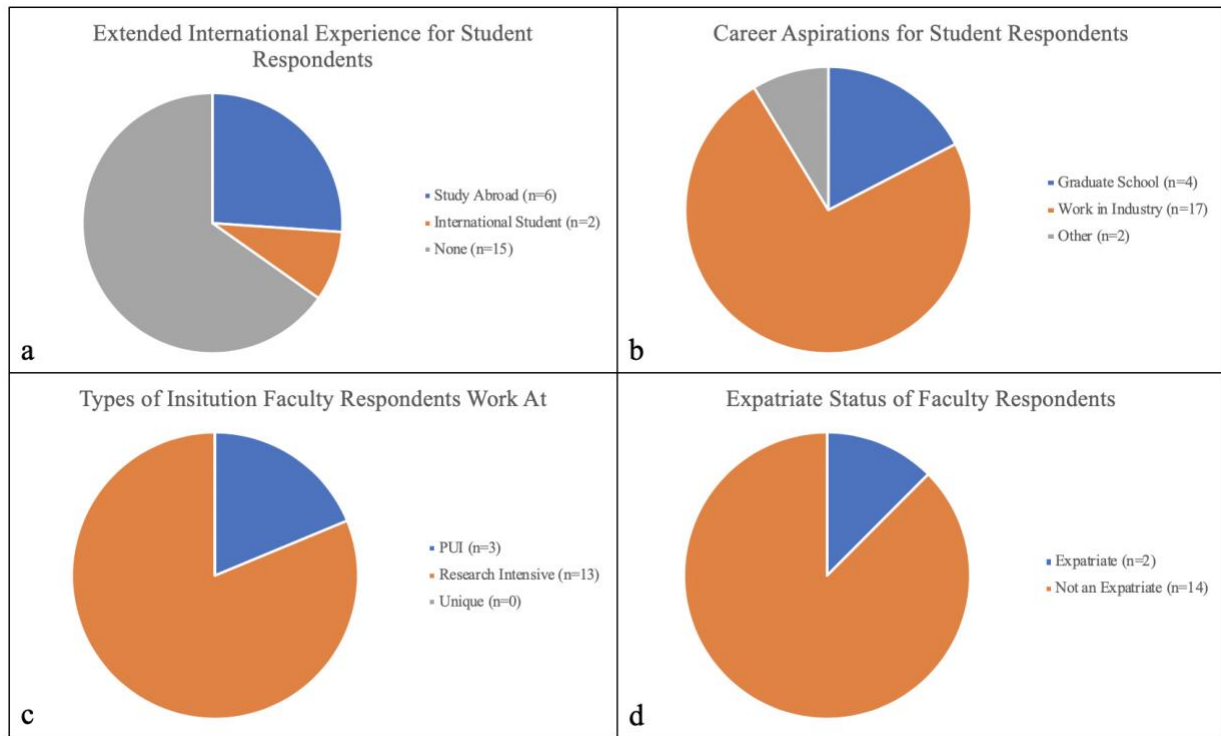 Extended International Experience for Student
Respondents
Study Abroad (n=6)
International Student (n=2)
None (n=15)
a
Career Aspirations for Student Respondents
Graduate School (n=4)
Work in Industry (n=17)
Other (n=2)
b
Types of Insitution Faculty Respondents Work At
PUI (n=3)
Research Intensive (n=13)
Unique (n=0)
c
Expatriate Status of Faculty Respondents
Expatriate (n=2)
Not an Expatriate (n=14)
d